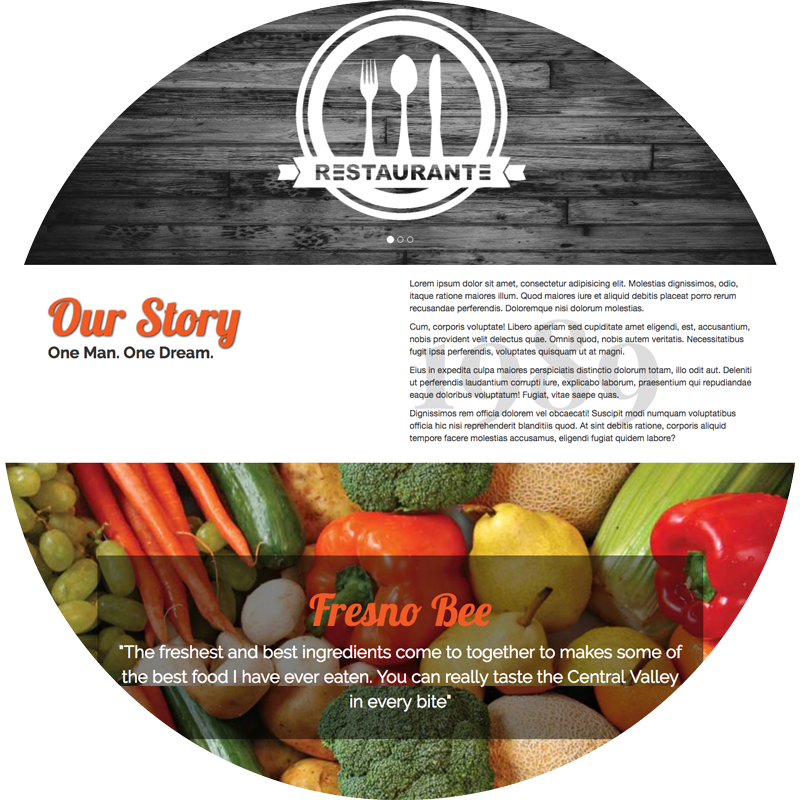 RESTAURANTE
Our Story
One Man. One Dream.
1989
Lorem ipsum dolor sit amet, consectetur adipisicing elit. Molestias dignissimos, odio,
itaque ratione maiores illum. Quod maiores iure et aliquid debitis placeat porro rerum
recusandae perferendis. Doloremque nisi dolorum molestias.
Cum, corporis voluptate! Libero aperiam sed cupiditate amet eligendi, est, accusantium,
nobis provident velit delectus quae. Omnis quod, nobis autem veritatis. Necessitatibus
fugit ipsa perferendis, voluptates quisquam ut at magni.
Eius in expedita culpa maiores perspiciatis distinctio dolorum totam, illo odit aut. Deleniti
ut perferendis laudantium corrupti iure, explicabo laborum, praesentium qui repudiandae
eaque doloribus voluptatum! Fugiat, vitae saepe quas.
Dignissimos rem officia dolorem vel obcaecati! Suscipit modi numquam voluptatibus
officia hic nisi reprehenderit blanditiis quod. At sint debitis ratione, corporis aliquid
tempore facere molestias accusamus, eligendi fugiat quidem labore?
Fresno Bee
"The freshest and best ingredients come to together to makes some of
the best food I have ever eaten. You can really taste the Central Valley
in every bite"